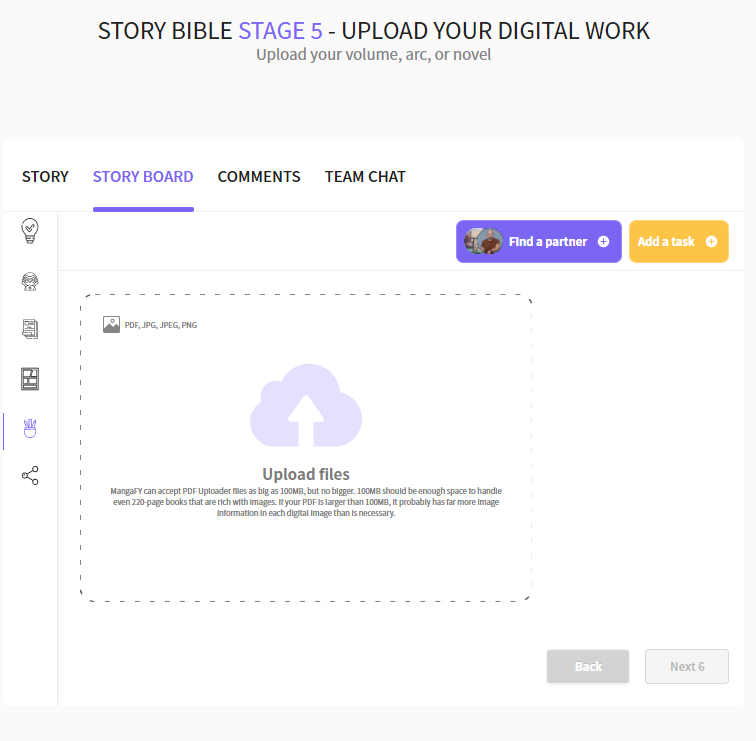 STORY BIBLE STAGE 5 - UPLOAD YOUR DIGITAL WORK
Upload your volume, arc, or novel
STORY STORY BOARD COMMENTS TEAM CHAT
Find a partner Add a task
PDF, JPG, JPEG, PNG
Upload files
MangaFY can accept PDF Uploader files as big as 100MB, but no bigger. 100MB should be enough space to handle
even 220-page books that are rich with images. If your PDF is larger than 100MB, it probably has far more image
information in each digital image than is necessary.
Back Next 6